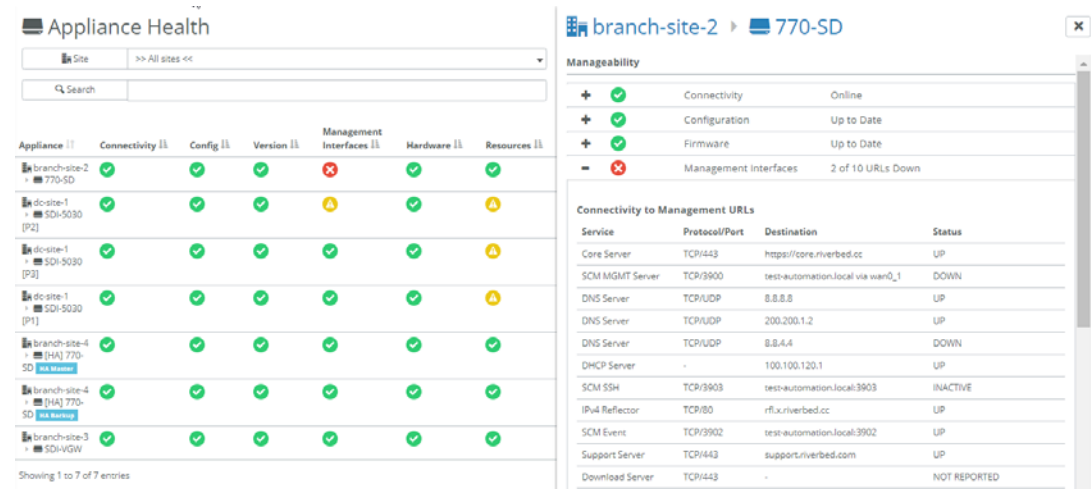 Appliance Health
Site >> All sites <<
Search
Appliance Connectivity Config Version Management Interfaces Hardware Resources
branch-site-2
770-SD
dc-site-1
SDI-5030
[P2]
dc-site-1
SDI-5030
[P3]
dc-site-1
SDI-5030
[P1]
branch-site-4
[HA] 770-
SD HA Master
branch-site-4
[HA] 770-
SD HA Backup
branch-site-3
SDI-VGW
Showing 1 to 7 of 7 entries
branch-site-2 770-SD
Manageability
Connectivity Online
Configuration Up to Date
Firmware Up to Date
Management Interfaces 2 of 10 URLs Down
Connectivity to Management URLs
Service Protocol/Port Destination Status
Core Server TCP/443 https://core.riverbed.cc UP
SCM MGMT Server TCP/3900 test-automation.local via wan0_1 DOWN
DNS Server TCP/UDP 8.8.8.8 UP
DNS Server TCP/UDP 200.200.1.2 UP
DNS Server TCP/UDP 8.8.4.4 DOWN
DHCP Server - 100.100.120.1 UP
SCM SSH TCP/3903 test-automation.local:3903 INACTIVE
IPv4 Reflector TCP/80 rfl.x.riverbed.cc UP
SCM Event TCP/3902 test-automation.local:3902 UP
Support Server TCP/443 support.riverbed.com UP
Download Server TCP/443 - NOT REPORTED